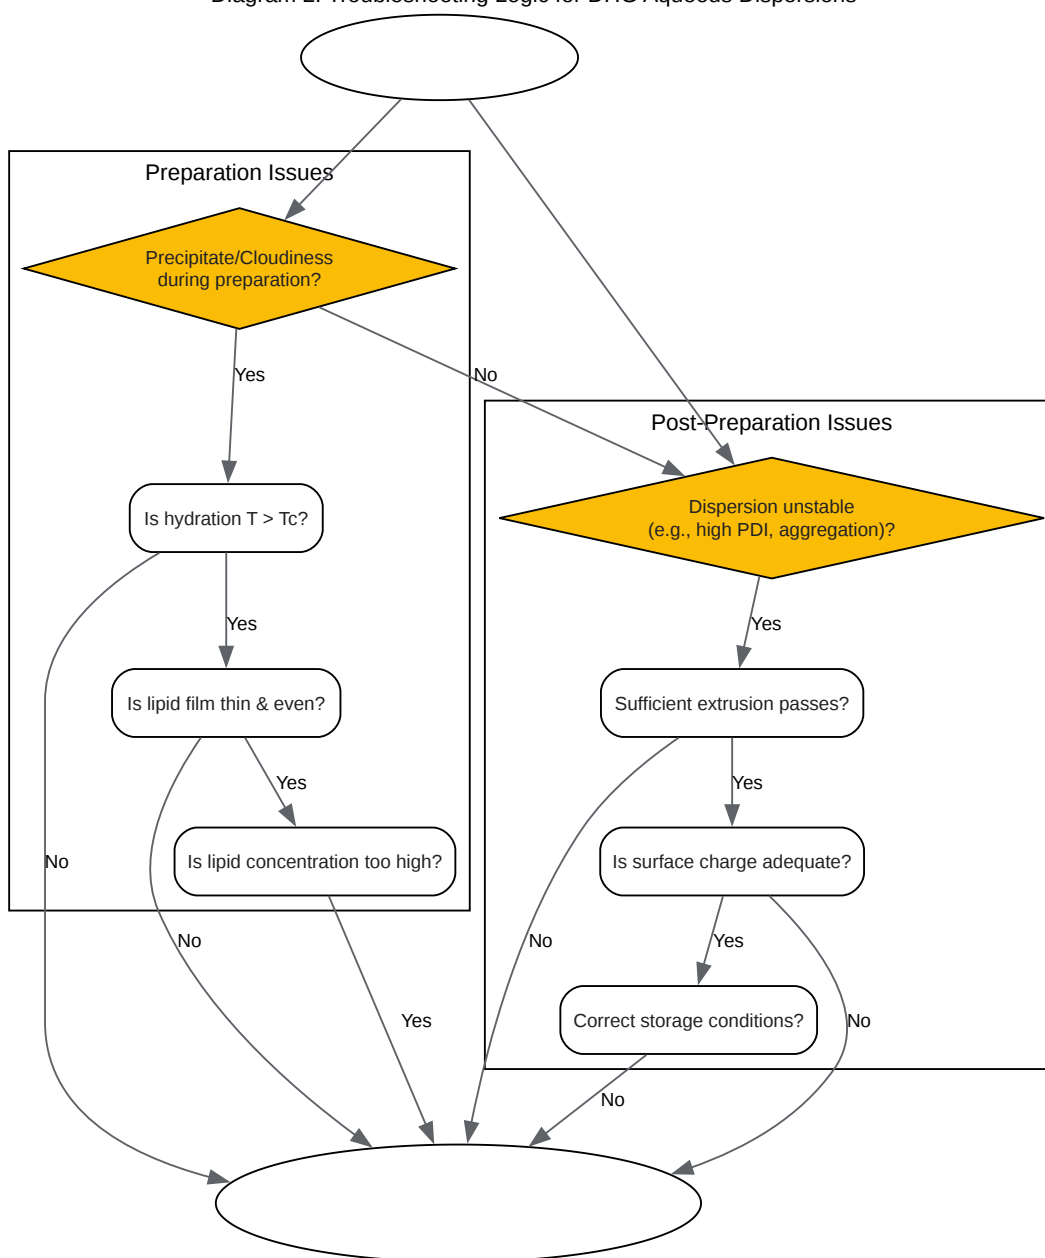 Preparation Issues
Precipitate/Cloudiness
during preparation?
Yes
No
Post-Preparation Issues
Is hydration T > Tc?
Dispersion unstable
(e.g., high PDI, aggregation)?
Yes
Yes
Is lipid film thin & even?
Sufficient extrusion passes?
Yes
Yes
No
Is lipid concentration too high?
Is surface charge adequate?
No
No
Yes
Yes
Correct storage conditions?
No
No